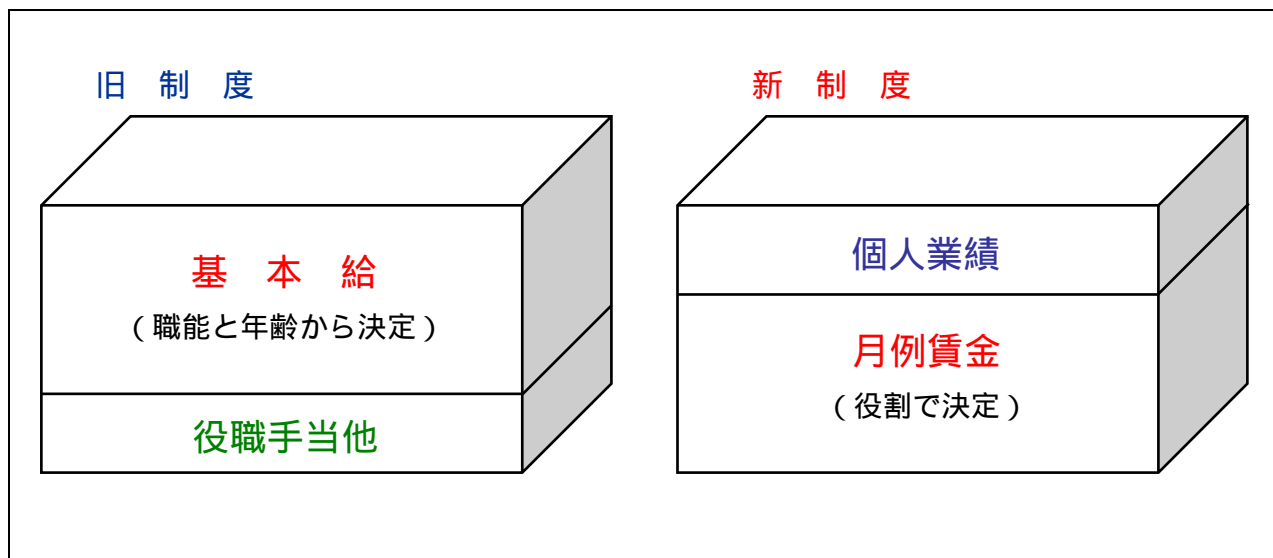 旧 制 度
基 本 給
（職能と年齢から決定）
役職手当他
新 制 度
個人業績
月例賃金
（役割で決定）